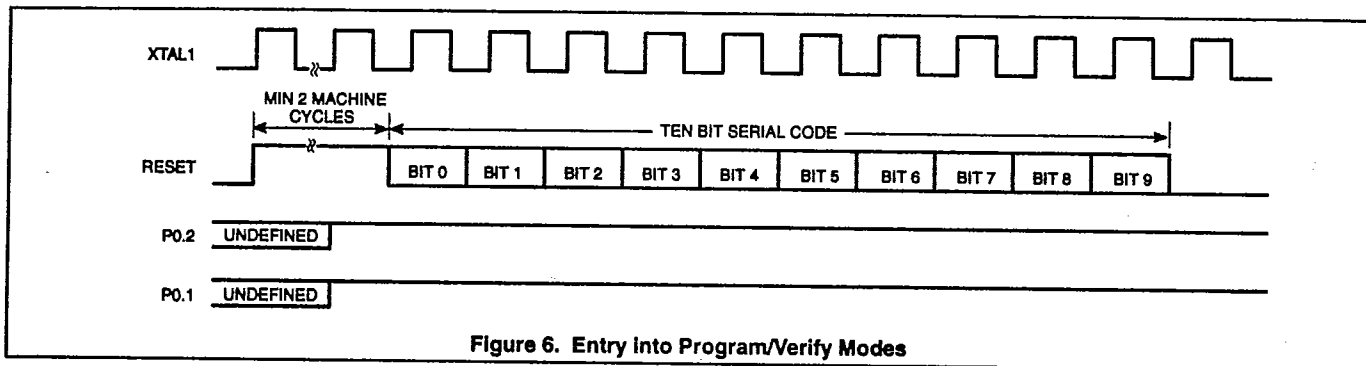 XTAL1
MIN 2 MACHINE
CYCLES
TEN BIT SERIAL CODE
RESET
BIT 0 BIT 1 BIT 2 BIT 3 BIT 4 BIT 5 BIT 6 BIT 7 BIT 8 BIT 9
P0.2 UNDEFINED
P0.1 UNDEFINED
Figure 6. Entry into Program/Verify Modes